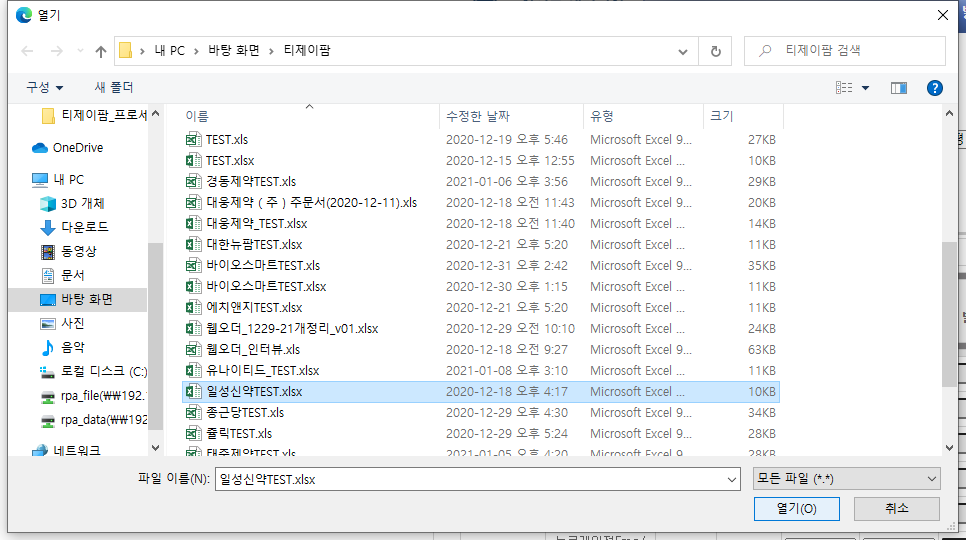 열기
내 PC > 바탕 화면 > 티제이팜
티제이팜 검색
구성 새 폴더
티제이팜_프로세
OneDrive
내 PC
3D 개체
다운로드
동영상
문서
바탕 화면
사진
음악
로컬 디스크 (C:)
rpa_file(₩₩192.1
rpa_data(₩₩192
네트워크
이름 수정한 날짜 유형 크기
TEST.xls 2020-12-19 오후 5:46 Microsoft Excel 9... 27KB
TEST.xlsx 2020-12-15 오후 12:55 Microsoft Excel ... 10KB
경동제약TEST.xls 2021-01-06 오후 3:56 Microsoft Excel 9... 29KB
대웅제약 ( 주 ) 주문서(2020-12-11).xls 2020-12-18 오전 11:43 Microsoft Excel 9... 20KB
대웅제약_TEST.xlsx 2020-12-18 오전 11:40 Microsoft Excel ... 14KB
대한뉴팜TEST.xlsx 2020-12-21 오후 5:20 Microsoft Excel ... 11KB
바이오스마트TEST.xls 2020-12-31 오후 2:42 Microsoft Excel 9... 35KB
바이오스마트TEST.xlsx 2020-12-30 오후 1:15 Microsoft Excel ... 11KB
에치앤지TEST.xlsx 2020-12-21 오후 5:20 Microsoft Excel ... 11KB
웹오더_1229-21개정리_v01.xlsx 2020-12-29 오전 10:10 Microsoft Excel ... 24KB
웹오더_인터뷰.xls 2020-12-18 오후 9:27 Microsoft Excel 9... 63KB
유나이티드_TEST.xlsx 2021-01-08 오후 3:10 Microsoft Excel ... 11KB
일성신약TEST.xlsx 2020-12-18 오후 4:17 Microsoft Excel ... 10KB
종근당TEST.xls 2020-12-29 오후 4:30 Microsoft Excel 9... 34KB
쥴릭TEST.xls 2020-12-29 오후 5:24 Microsoft Excel 9... 28KB
태준제약TEST.xls 2021-01-05 오후 4:20 Microsoft Excel 9... 28KB
파일 이름(N): 일성신약TEST.xlsx 모든 파일 (*.*)
열기(O) 취소